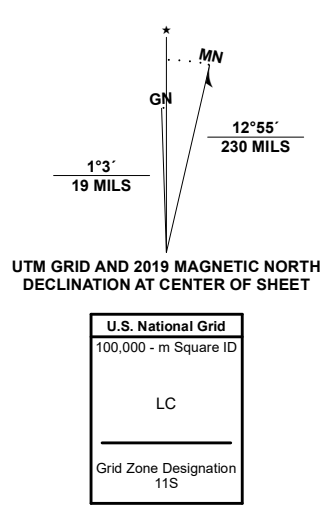 ★
MN
GN
12°55´
230 MILS
1°3´
19 MILS
UTM GRID AND 2019 MAGNETIC NORTH
DECLINATION AT CENTER OF SHEET
U.S. National Grid
100,000 - m Square ID
LC
Grid Zone Designation
11S